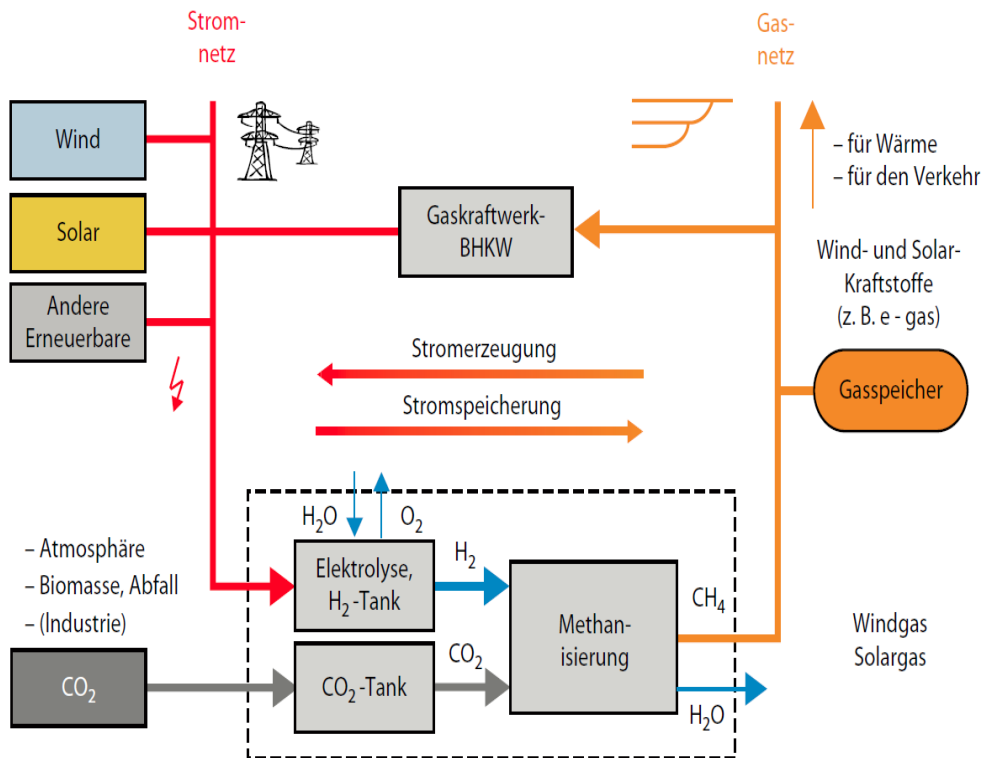 Strom-
netz
Gas-
netz
Wind
– für Wärme
– für den Verkehr
Solar
Gaskraftwerk-
BHKW
Wind- und Solar-
Kraftstoffe
(z. B. e - gas)
Andere
Erneuerbare
Stromerzeugung
Gasspeicher
Stromspeicherung
H₂O
O₂
– Atmosphäre
– Biomasse, Abfall
– (Industrie)
Elektrolyse,
H₂-Tank
H₂
Methan-
isierung
CH₄
Windgas
Solargas
CO₂
CO₂-Tank
CO₂
H₂O